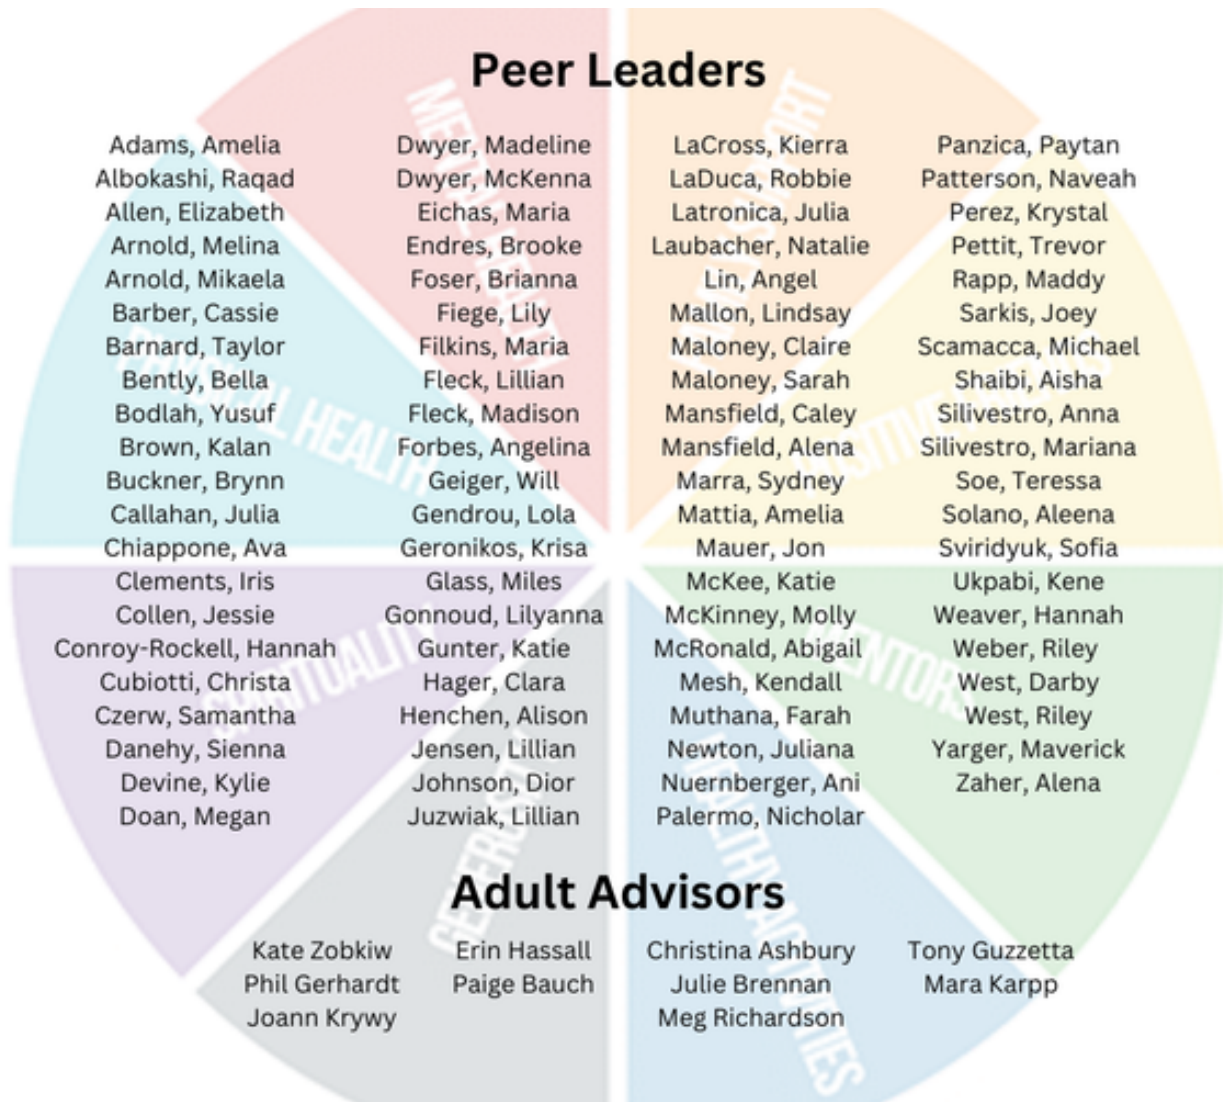 Peer Leaders
Adams, Amelia
Albokashi, Raqad
Allen, Elizabeth
Arnold, Melina
Arnold, Mikaela
Barber, Cassie
Barnard, Taylor
Bently, Bella
Bodlah, Yusuf
Brown, Kalan
Buckner, Brynn
Callahan, Julia
Chiappone, Ava
Clements, Iris
Collen, Jessie
Conroy-Rockell, Hannah
Cubiotti, Christa
Czerw, Samantha
Danehy, Sienna
Devine, Kylie
Doan, Megan
Dwyer, Madeline
Dwyer, McKenna
Eichas, Maria
Endres, Brooke
Foser, Brianna
Fiege, Lily
Filkins, Maria
Fleck, Lillian
Fleck, Madison
Forbes, Angelina
Geiger, Will
Gendrou, Lola
Geronikos, Krisa
Glass, Miles
Gonnoud, Lilyanna
Gunter, Katie
Hager, Clara
Henchen, Alison
Jensen, Lillian
Johnson, Dior
Juzwiak, Lillian
LaCross, Kierra
LaDuca, Robbie
Latronica, Julia
Laubacher, Natalie
Lin, Angel
Mallon, Lindsay
Maloney, Claire
Maloney, Sarah
Mansfield, Caley
Mansfield, Alena
Marra, Sydney
Mattia, Amelia
Mauer, Jon
McKee, Katie
McKinney, Molly
McRonald, Abigail
Mesh, Kendall
Muthana, Farah
Newton, Juliana
Nuernberger, Ani
Palermo, Nicholar
Panzica, Paytan
Patterson, Naveah
Perez, Krystal
Pettit, Trevor
Rapp, Maddy
Sarkis, Joey
Scamacca, Michael
Shaibi, Aisha
Silivestro, Anna
Silivestro, Mariana
Soe, Teressa
Solano, Aleena
Sviridyuk, Sofia
Ukpabi, Kene
Weaver, Hannah
Weber, Riley
West, Darby
West, Riley
Yarger, Maverick
Zaher, Alena
Adult Advisors
Kate Zobkiw
Phil Gerhardt
Joann Krywy
Erin Hassall
Paige Bauch
Christina Ashbury
Julie Brennan
Meg Richardson
Tony Guzzetta
Mara Karpp
MENTAL HEALTH
SUPPORT
PHYSICAL HEALTH
POSITIVE
SPIRITUALITY
MENTORS
GENEROSITY
HEALTHY ACTIVITIES